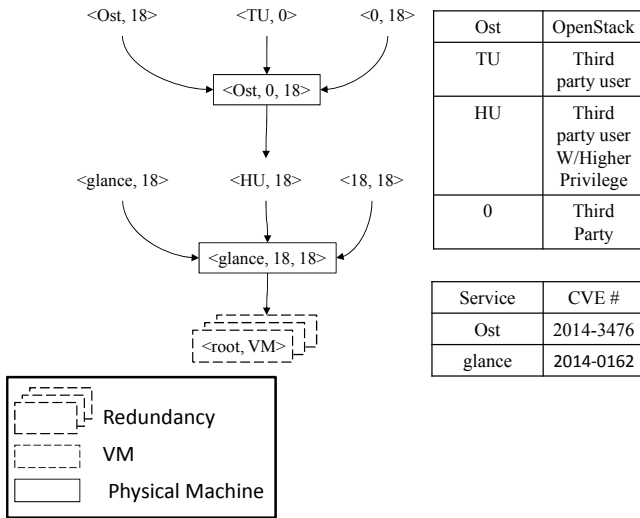 <Ost, 18>
<TU, 0>
<0, 18>
<Ost, 0, 18>
<glance, 18>
<HU, 18>
<18, 18>
<glance, 18, 18>
<root, VM>
Redundancy
VM
Physical Machine
Ost OpenStack
TU Third
party user
HU Third
party user
W/Higher
Privilege
0 Third
Party
Service CVE #
Ost 2014-3476
glance 2014-0162